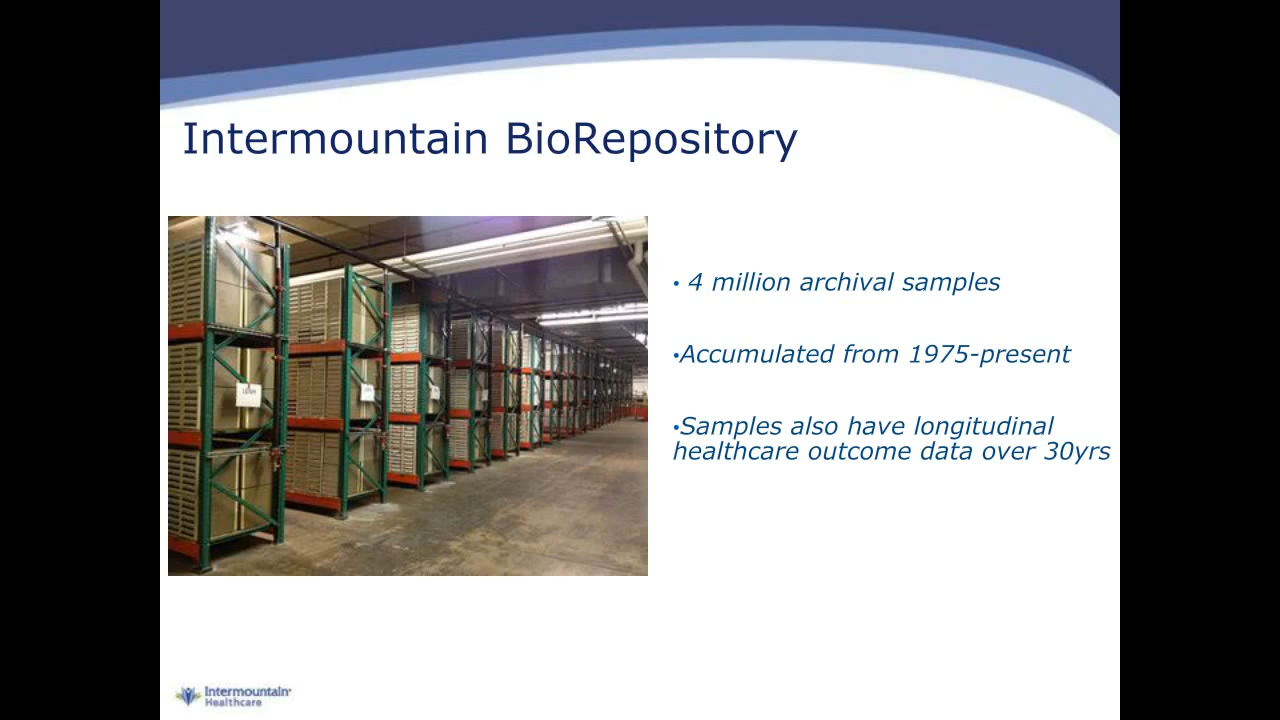 Intermountain BioRepository
• 4 million archival samples
•Accumulated from 1975-present
•Samples also have longitudinal
healthcare outcome data over 30yrs
Intermountain
Healthcare